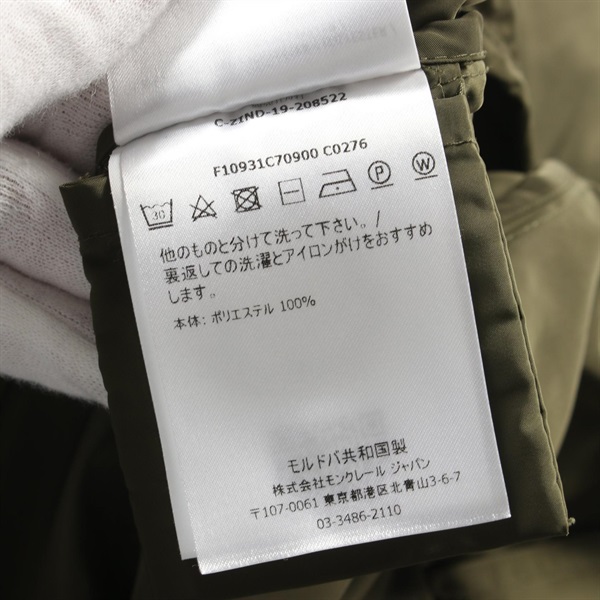 C-ZIND-19-208522
F10931C70900 C0276
30 P W
他のものと分けて洗って下さい。/
裏返しての洗濯とアイロンがけをおすすめ
します。
本体: ポリエステル 100%
モルドバ共和国製
株式会社モンクレール ジャパン
〒107-0061 東京都港区北青山3-6-7
03-3486-2110